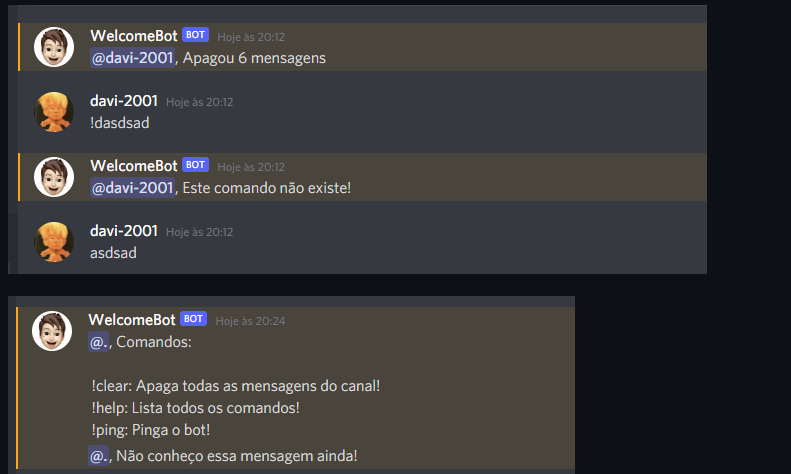 WelcomeBot BOT Hoje às 20:12
@davi-2001, Apagou 6 mensagens
davi-2001 Hoje às 20:12
!dasdsad
WelcomeBot BOT Hoje às 20:12
@davi-2001, Este comando não existe!
davi-2001 Hoje às 20:12
asdsad
WelcomeBot BOT Hoje às 20:24
@., Comandos:
!clear: Apaga todas as mensagens do canal!
!help: Lista todos os comandos!
!ping: Pinga o bot!
@., Não conheço essa mensagem ainda!